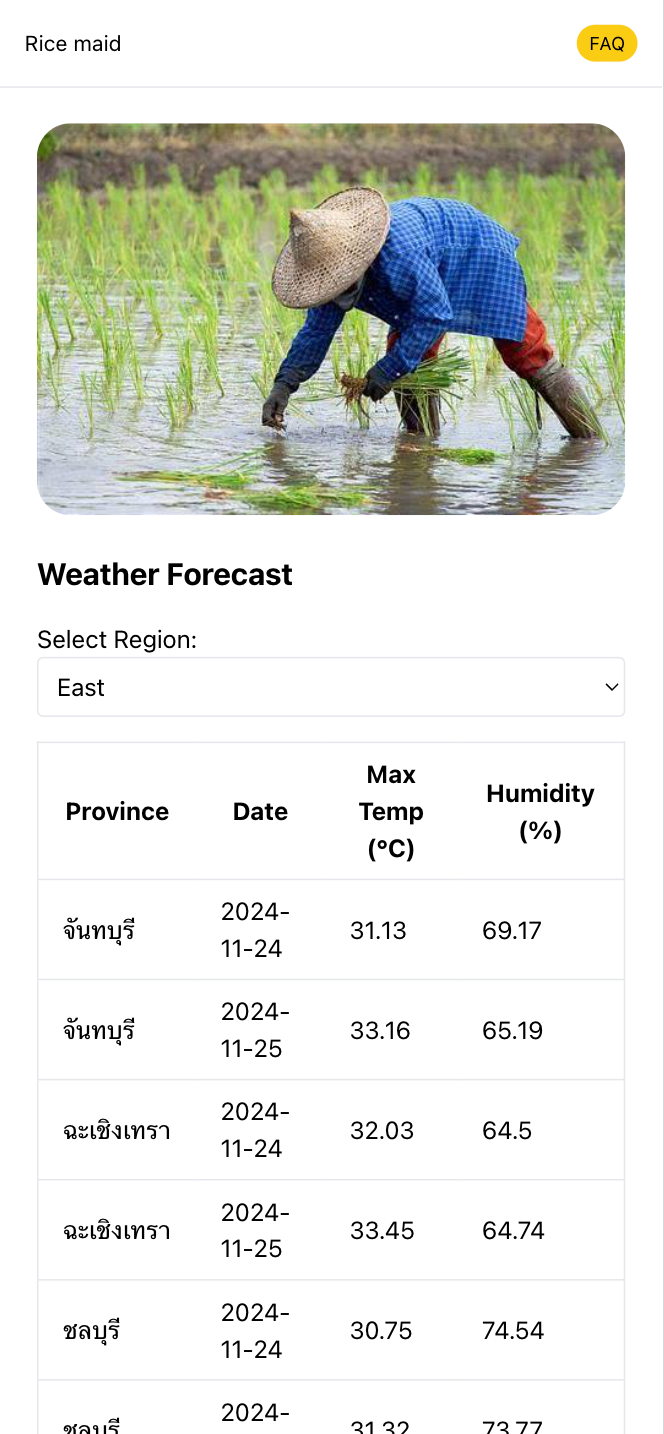 Rice maid
FAQ
Weather Forecast
Select Region:
East
Province Date Max Temp (°C) Humidity (%)
จันทบุรี 2024-11-24 31.13 69.17
จันทบุรี 2024-11-25 33.16 65.19
ฉะเชิงเทรา 2024-11-24 32.03 64.5
ฉะเชิงเทรา 2024-11-25 33.45 64.74
ชลบุรี 2024-11-24 30.75 74.54
ชลบุรี 2024- 31.32 73.77